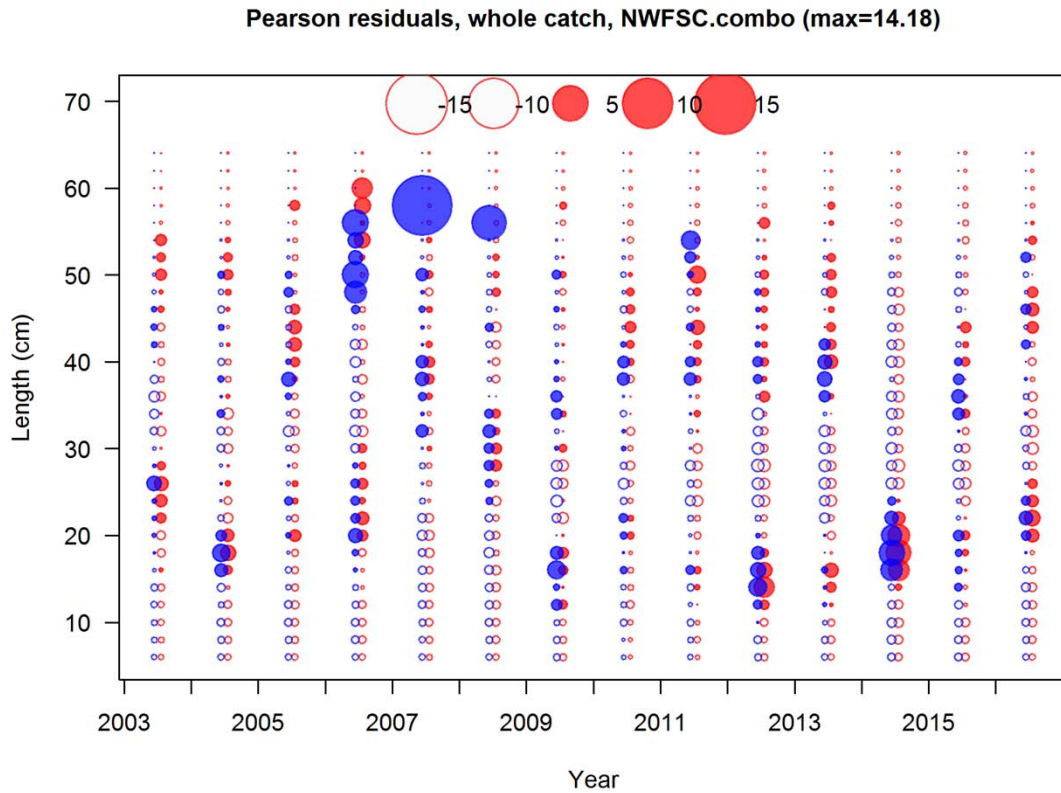 Pearson residuals, whole catch, NWFSC.combo (max=14.18)
-15 -10 5 10 15
70
60
50
40
30
20
10
Length (cm)
2003 2005 2007 2009 2011 2013 2015
Year